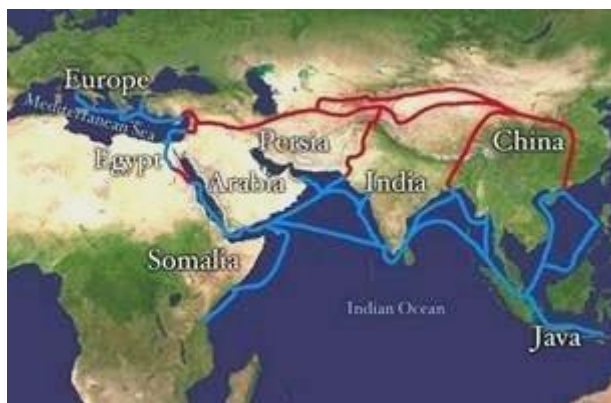 Europe
Mediterranean Sea
Egypt
Arabia
Persia
India
China
Somalia
Indian Ocean
Java